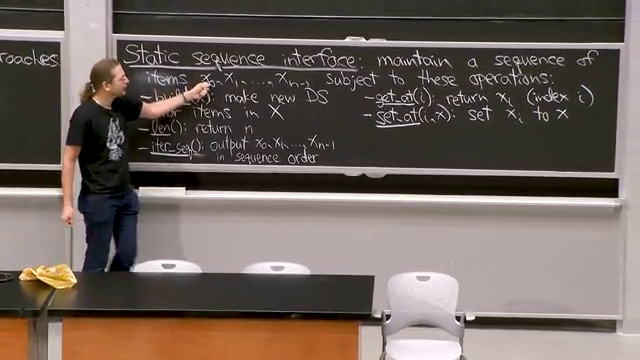 roaches
Static sequence interface: maintain a sequence of
items x₀, x₁, ..., xₙ₋₁ subject to these operations:
(x): make new DS
for items in X
- len(): return n
- iter_seq(): output x₀, x₁, ..., xₙ₋₁
in sequence order
- get_at(i): return xᵢ (index i)
- set_at(i,x): set xᵢ to x